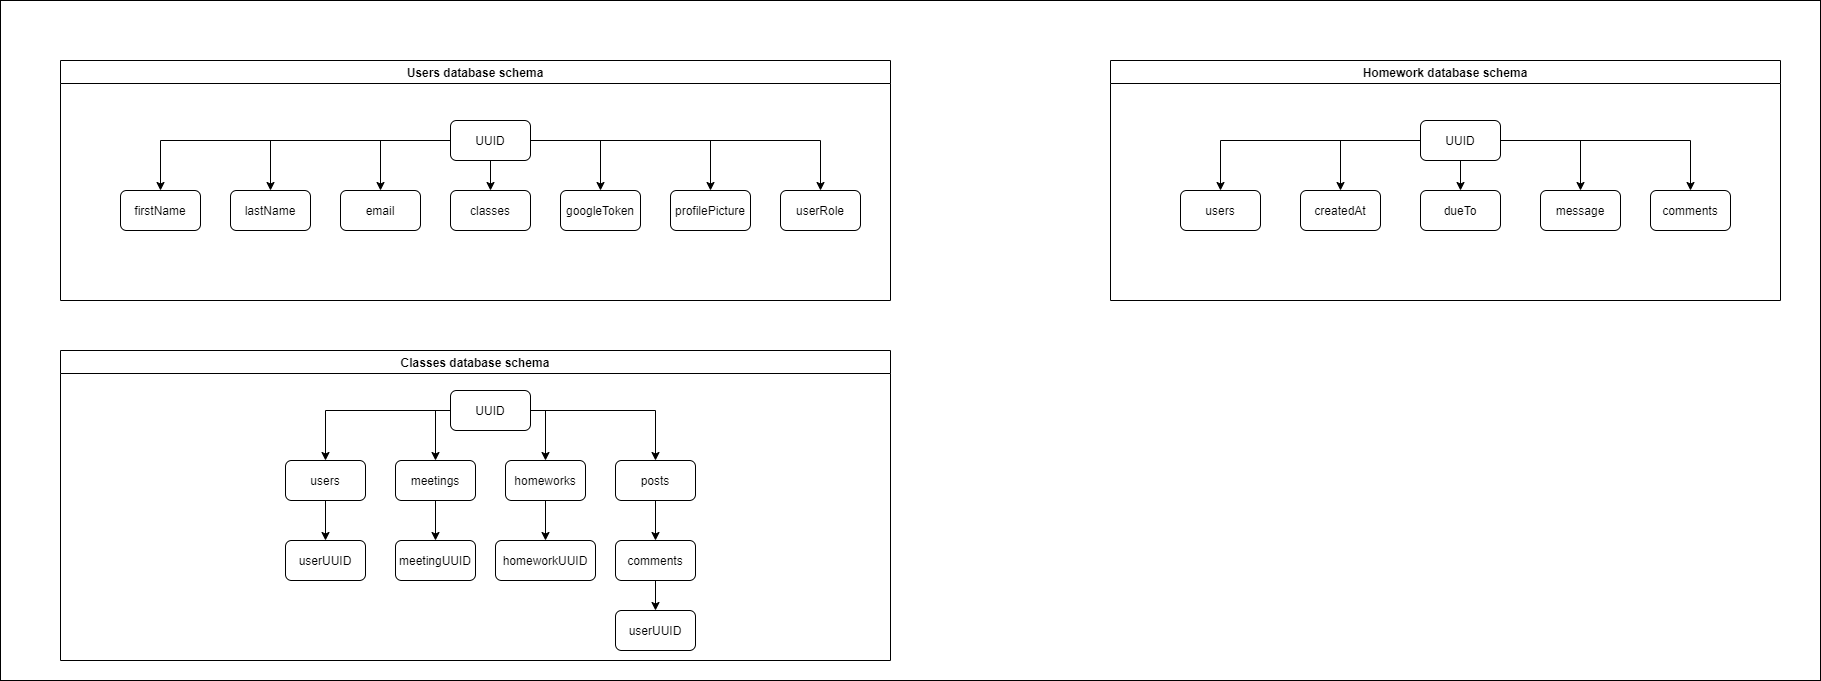 Users database schema
UUID
firstName
lastName
email
classes
googleToken
profilePicture
userRole
Homework database schema
UUID
users
createdAt
dueTo
message
comments
Classes database schema
UUID
users
meetings
homeworks
posts
userUUID
meetingUUID
homeworkUUID
comments
userUUID